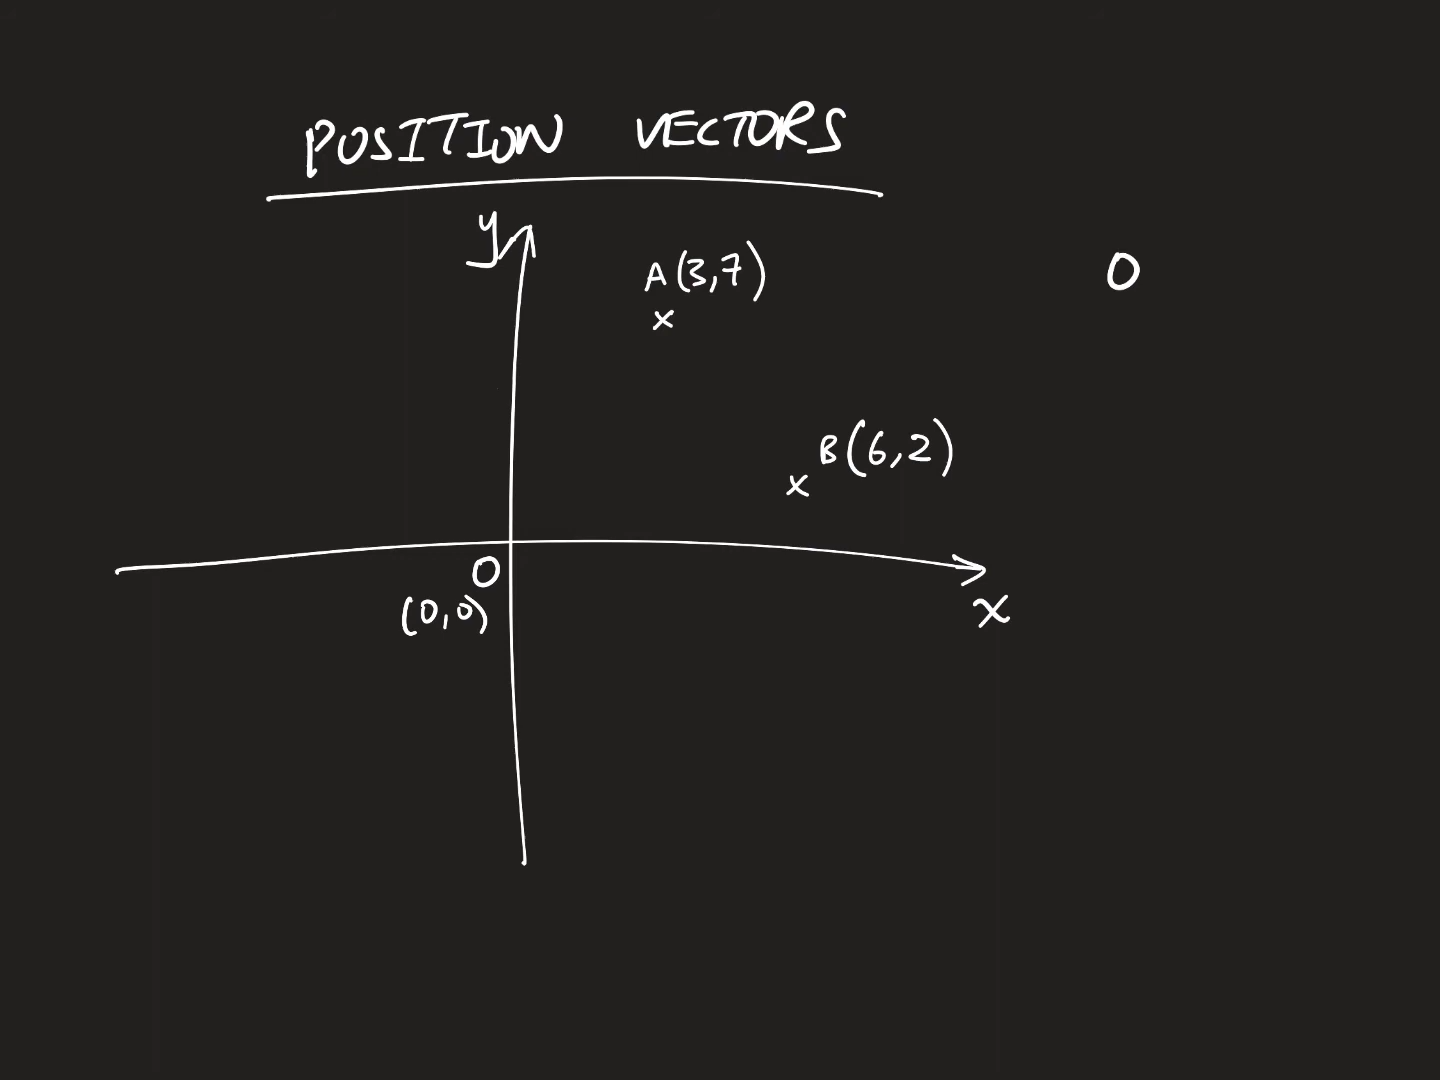 POSITION VECTORS
y
A(3,7)
x
O
B(6,2)
x
O
(0,0)
x